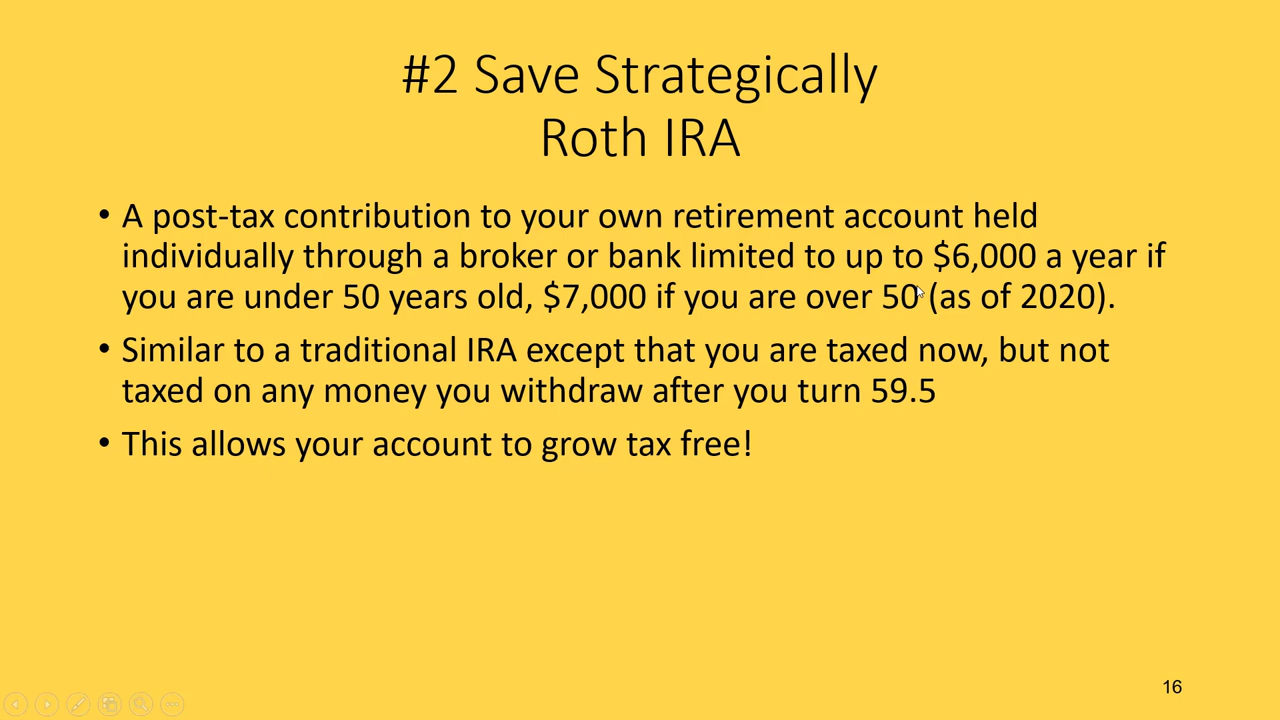 #2 Save Strategically
Roth IRA
• A post-tax contribution to your own retirement account held
individually through a broker or bank limited to up to $6,000 a year if
you are under 50 years old, $7,000 if you are over 50 (as of 2020).
• Similar to a traditional IRA except that you are taxed now, but not
taxed on any money you withdraw after you turn 59.5
• This allows your account to grow tax free!
16